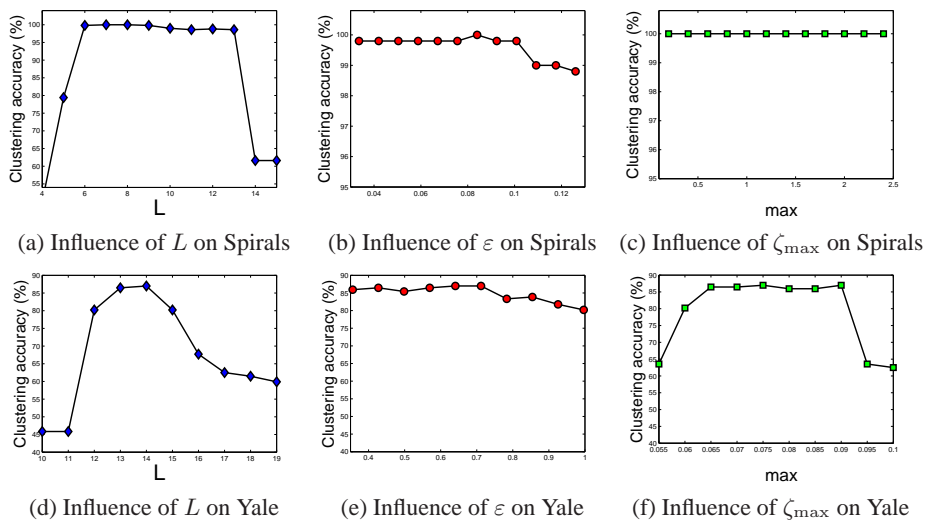 Clustering accuracy (%)
100
95
90
85
80
75
70
65
60
55
4 6 8 10 12 14
L
(a) Influence of L on Spirals
Clustering accuracy (%)
100
99
98
97
96
95
0.04 0.06 0.08 0.1 0.12
(b) Influence of ε on Spirals
Clustering accuracy (%)
100
99
98
97
96
95
0.5 1 1.5 2 2.5
max
(c) Influence of ζmax on Spirals
Clustering accuracy (%)
90
85
80
75
70
65
60
55
50
45
40
10 11 12 13 14 15 16 17 18 19
L
(d) Influence of L on Yale
Clustering accuracy (%)
90
85
80
75
70
65
60
55
50
45
40
0.4 0.5 0.6 0.7 0.8 0.9 1
(e) Influence of ε on Yale
Clustering accuracy (%)
90
85
80
75
70
65
60
55
50
45
40
0.055 0.06 0.065 0.07 0.075 0.08 0.085 0.09 0.095 0.1
max
(f) Influence of ζmax on Yale